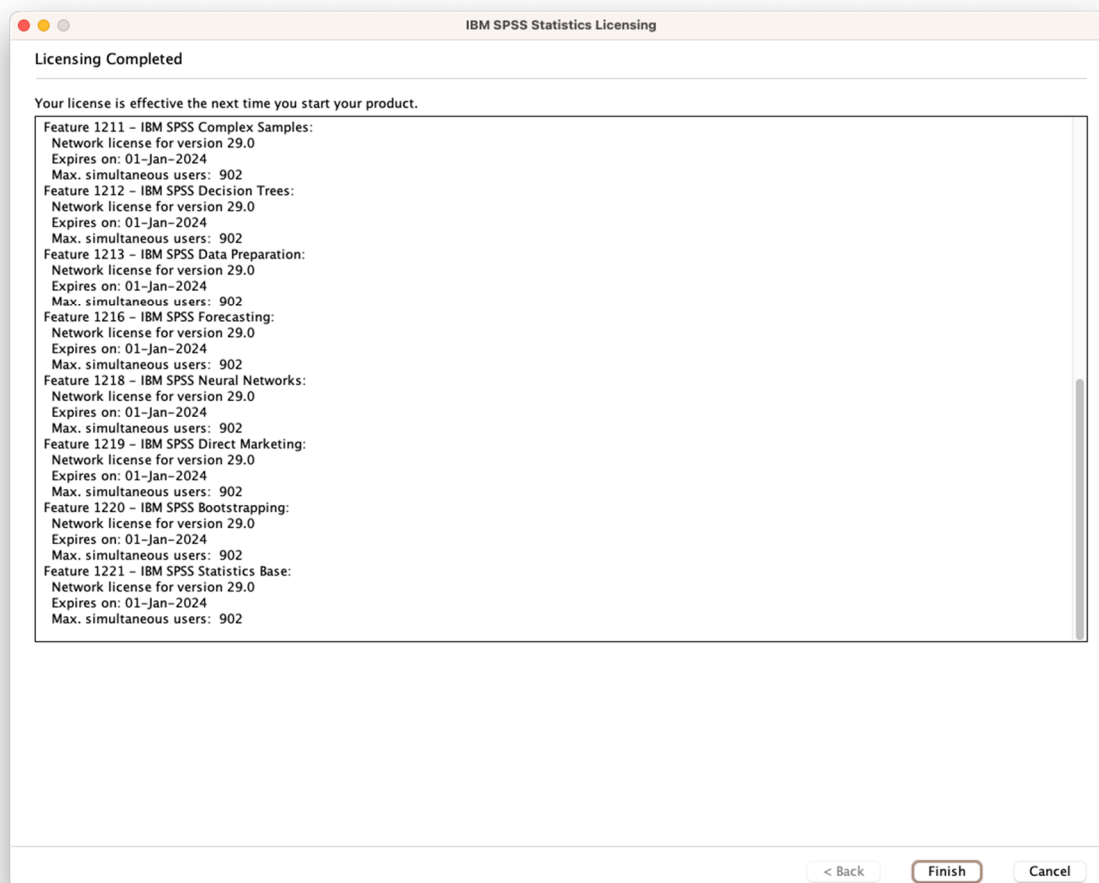 IBM SPSS Statistics Licensing
Licensing Completed
Your license is effective the next time you start your product.
Feature 1211 – IBM SPSS Complex Samples:
Network license for version 29.0
Expires on: 01-Jan-2024
Max. simultaneous users: 902
Feature 1212 – IBM SPSS Decision Trees:
Network license for version 29.0
Expires on: 01-Jan-2024
Max. simultaneous users: 902
Feature 1213 – IBM SPSS Data Preparation:
Network license for version 29.0
Expires on: 01-Jan-2024
Max. simultaneous users: 902
Feature 1216 – IBM SPSS Forecasting:
Network license for version 29.0
Expires on: 01-Jan-2024
Max. simultaneous users: 902
Feature 1218 – IBM SPSS Neural Networks:
Network license for version 29.0
Expires on: 01-Jan-2024
Max. simultaneous users: 902
Feature 1219 – IBM SPSS Direct Marketing:
Network license for version 29.0
Expires on: 01-Jan-2024
Max. simultaneous users: 902
Feature 1220 – IBM SPSS Bootstrapping:
Network license for version 29.0
Expires on: 01-Jan-2024
Max. simultaneous users: 902
Feature 1221 – IBM SPSS Statistics Base:
Network license for version 29.0
Expires on: 01-Jan-2024
Max. simultaneous users: 902
< Back Finish Cancel